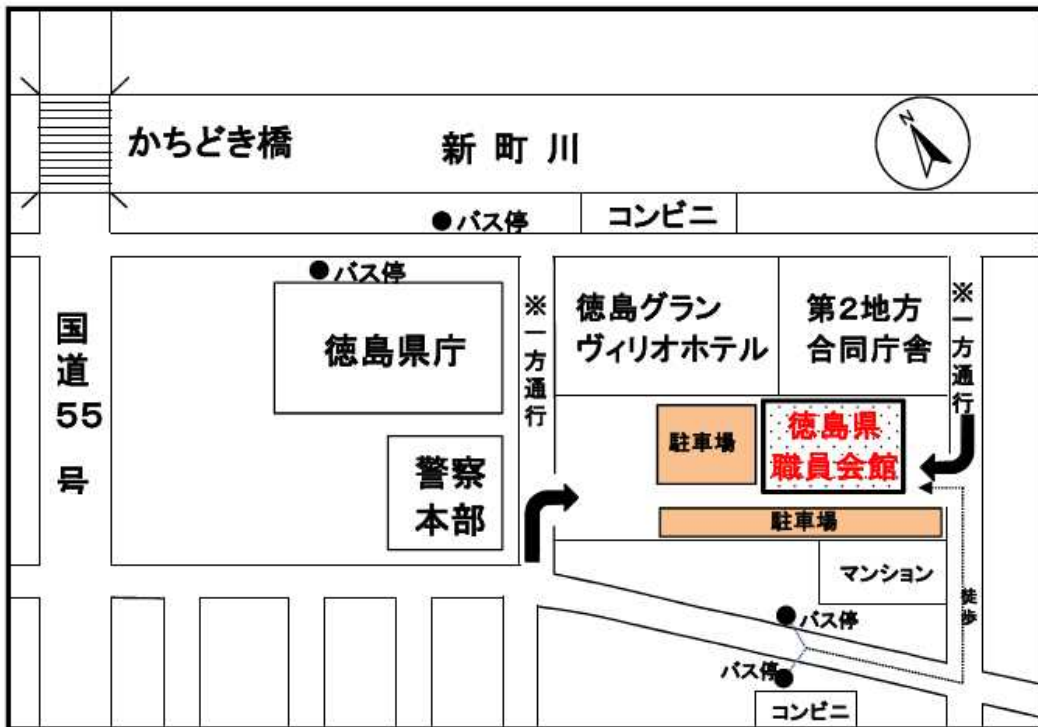 かちどき橋
新町川
N
バス停
コンビニ
バス停
国道55号
徳島県庁
※一方通行
徳島グラン
ヴィリオホテル
第2地方
合同庁舎
※一方通行
警察
本部
駐車場
徳島県
職員会館
駐車場
マンション
徒歩
バス停
バス停
コンビニ